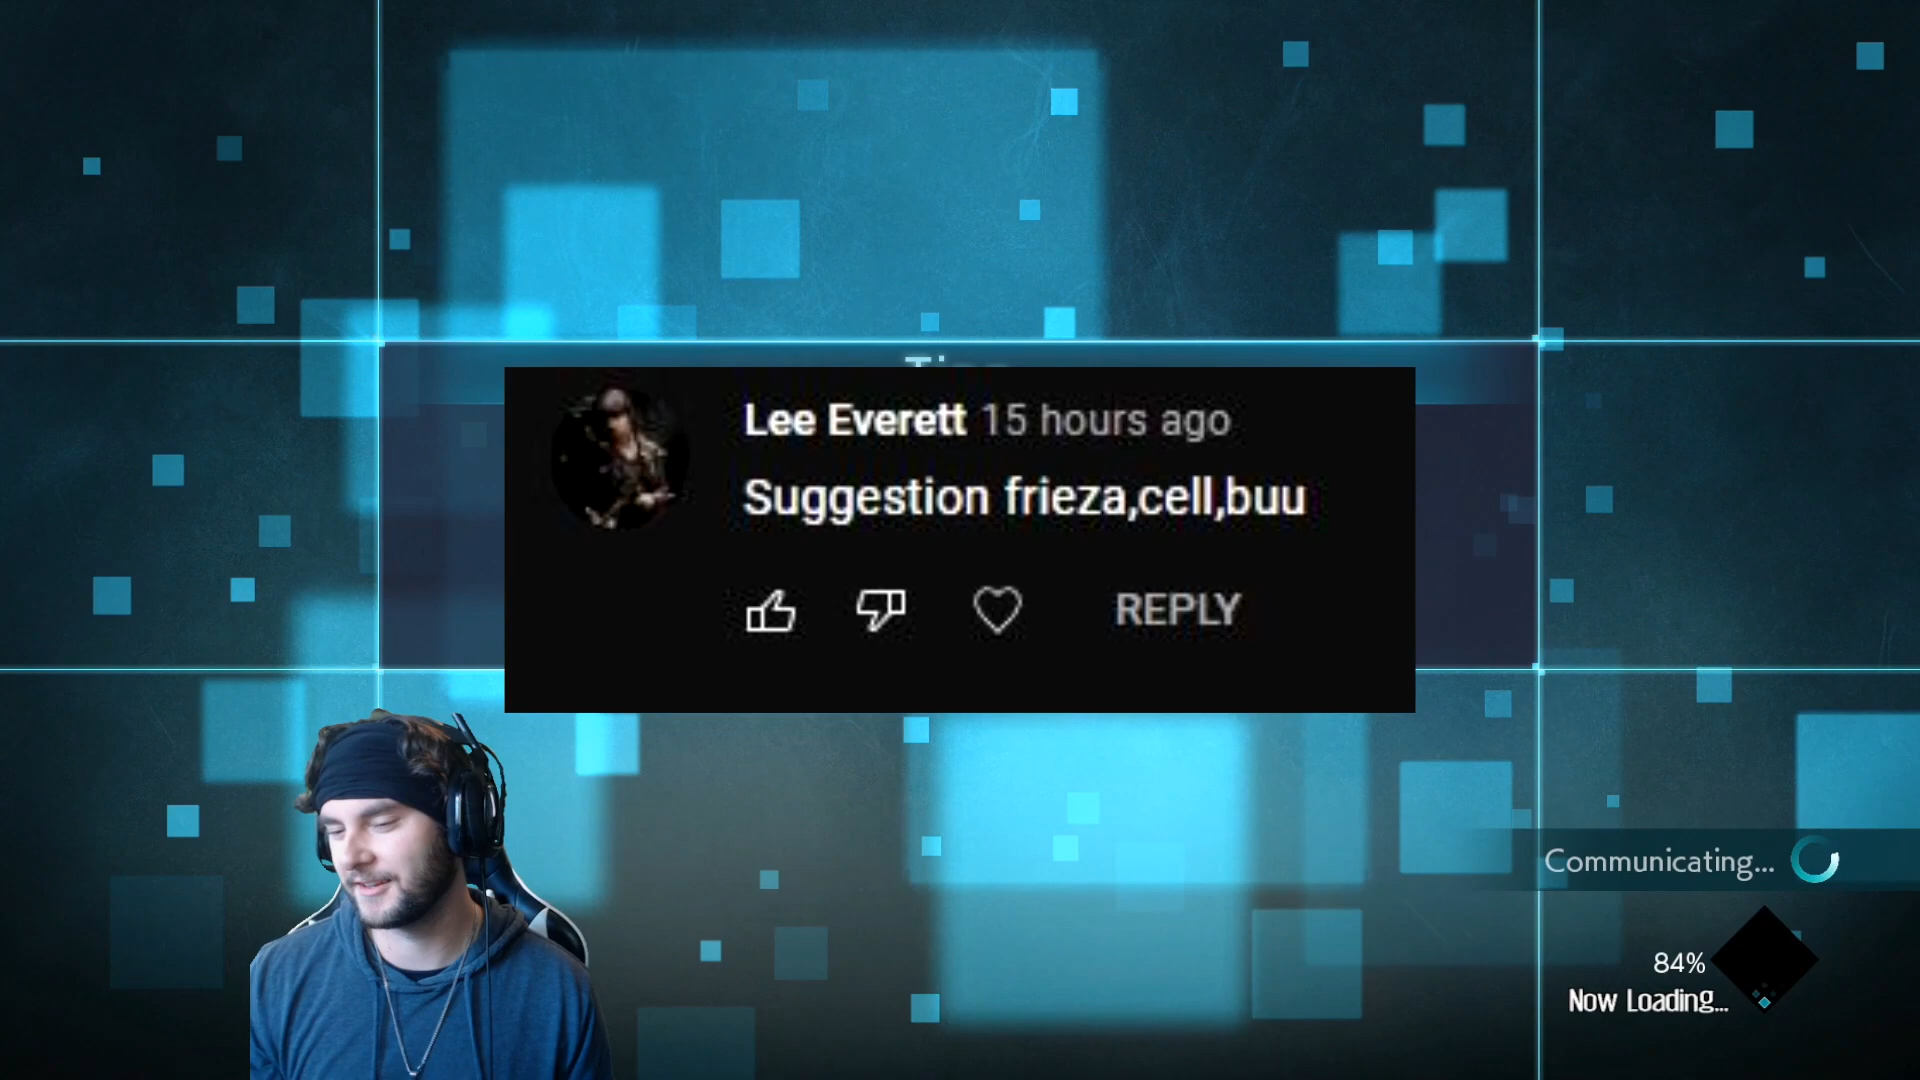 Lee Everett 15 hours ago
Suggestion frieza,cell,buu
REPLY
Communicating...
84%
Now Loading...